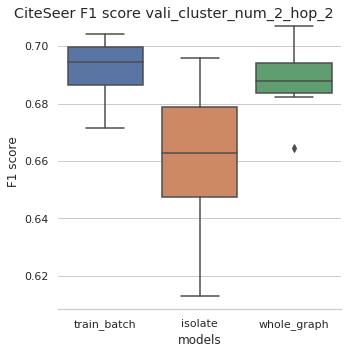 CiteSeer F1 score vali_cluster_num_2_hop_2
0.70
0.68
0.66
0.64
0.62
F1 score
train_batch isolate whole_graph
models